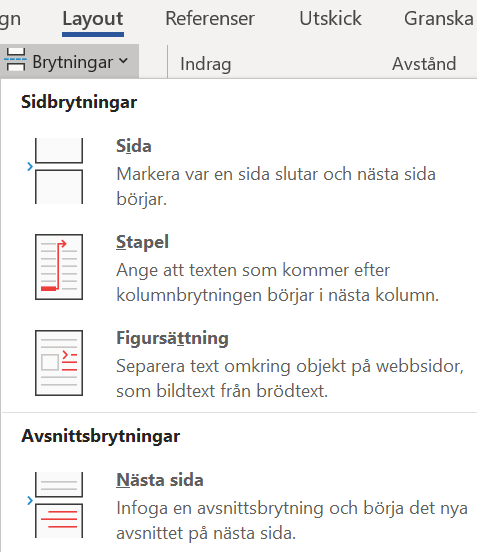 gn Layout Referenser Utskick Granska
Brytningar Indrag Avstånd
Sidbrytningar
Sida
Markera var en sida slutar och nästa sida
börjar.
Stapel
Ange att texten som kommer efter
kolumnbrytningen börjar i nästa kolumn.
Figursättning
Separera text omkring objekt på webbsidor,
som bildtext från brödtext.
Avsnittsbrytningar
Nästa sida
Infoga en avsnittsbrytning och börja det nya
avsnittet på nästa sida.